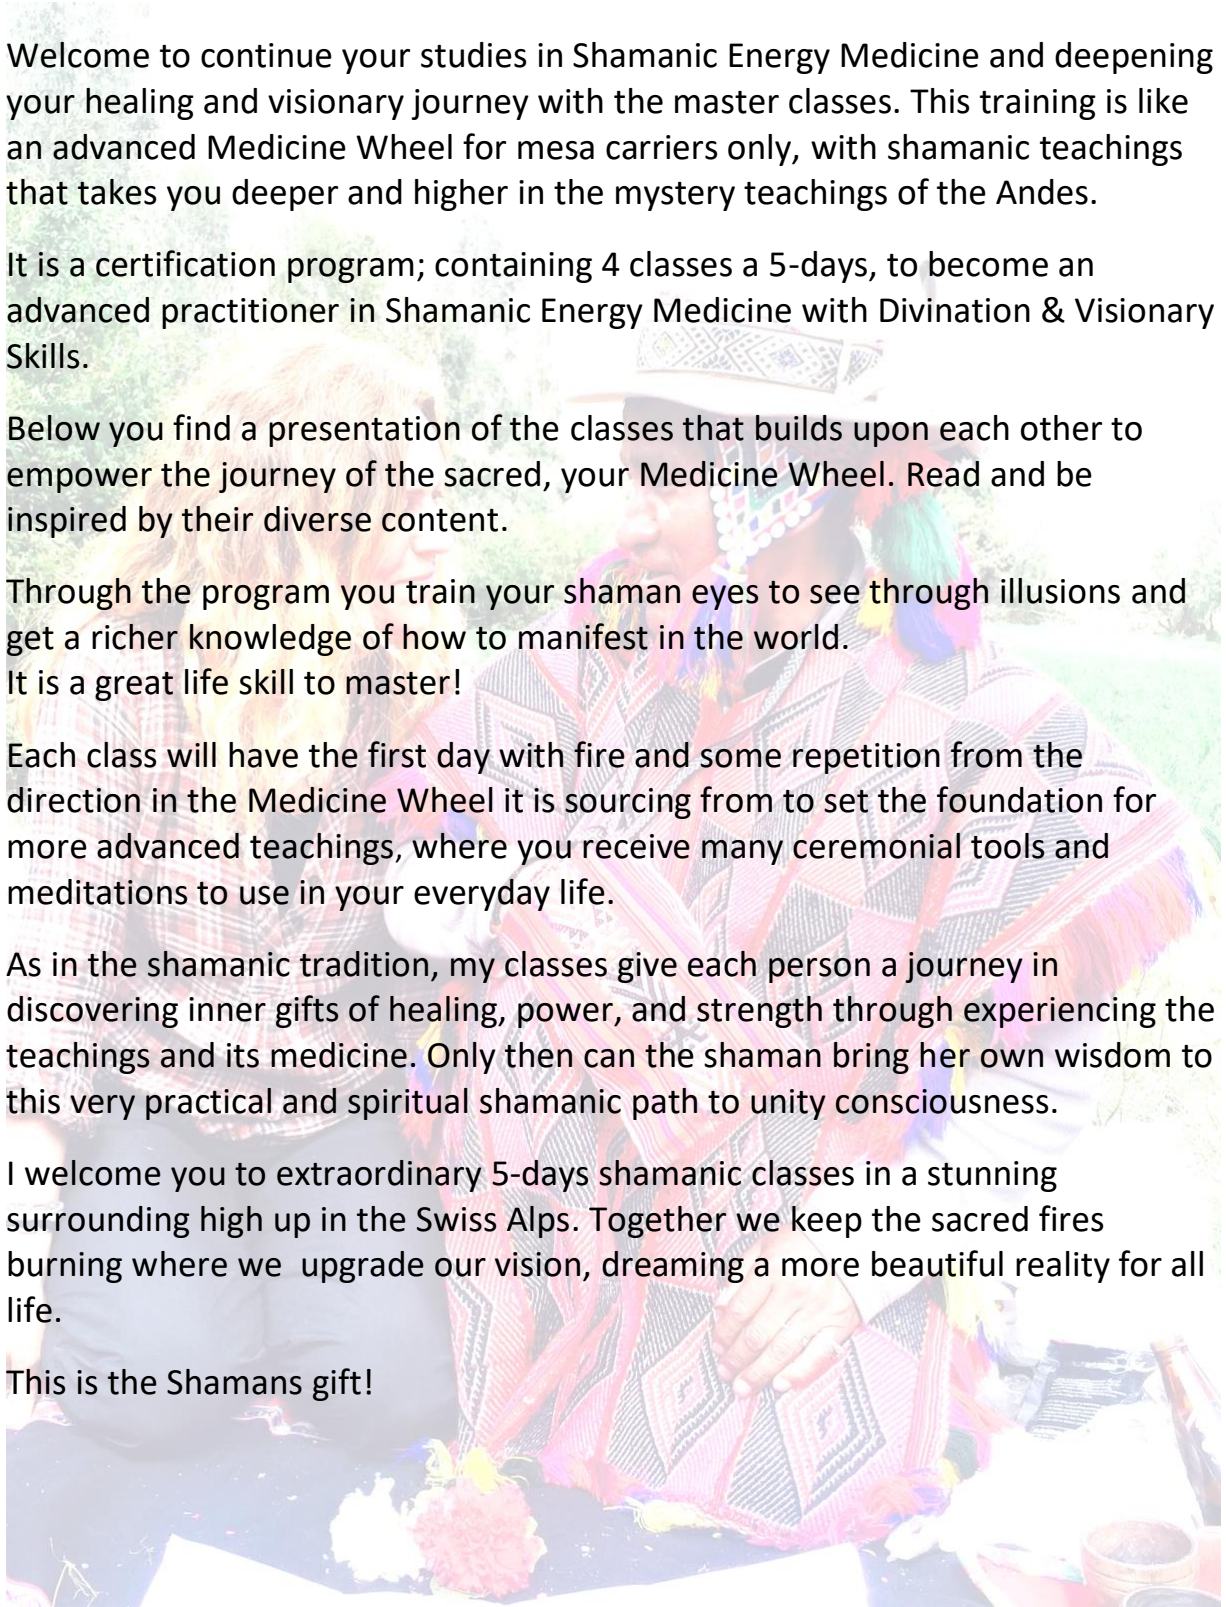 Welcome to continue your studies in Shamanic Energy Medicine and deepening
your healing and visionary journey with the master classes. This training is like
an advanced Medicine Wheel for mesa carriers only, with shamanic teachings
that takes you deeper and higher in the mystery teachings of the Andes.
It is a certification program; containing 4 classes a 5-days, to become an
advanced practitioner in Shamanic Energy Medicine with Divination & Visionary
Skills.
Below you find a presentation of the classes that builds upon each other to
empower the journey of the sacred, your Medicine Wheel. Read and be
inspired by their diverse content.
Through the program you train your shaman eyes to see through illusions and
get a richer knowledge of how to manifest in the world.
It is a great life skill to master!
Each class will have the first day with fire and some repetition from the
direction in the Medicine Wheel it is sourcing from to set the foundation for
more advanced teachings, where you receive many ceremonial tools and
meditations to use in your everyday life.
As in the shamanic tradition, my classes give each person a journey in
discovering inner gifts of healing, power, and strength through experiencing the
teachings and its medicine. Only then can the shaman bring her own wisdom to
this very practical and spiritual shamanic path to unity consciousness.
I welcome you to extraordinary 5-days shamanic classes in a stunning
surrounding high up in the Swiss Alps. Together we keep the sacred fires
burning where we  upgrade our vision, dreaming a more beautiful reality for all
life.
This is the Shamans gift!